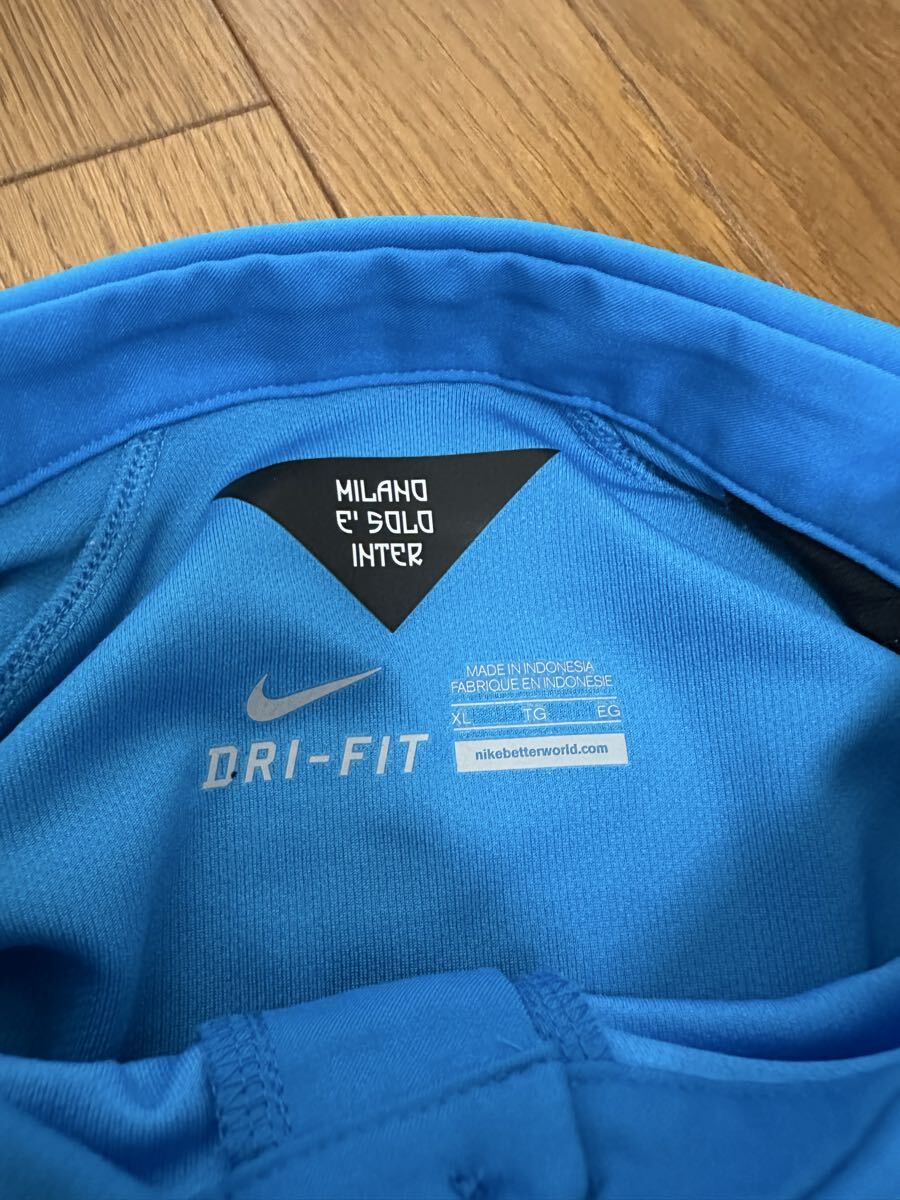 MILANO
E' SOLO
INTER
DRI-FIT
MADE IN INDONESIA
FABRIQUE EN INDONESIE
XL TG EG
nikebetterworld.com